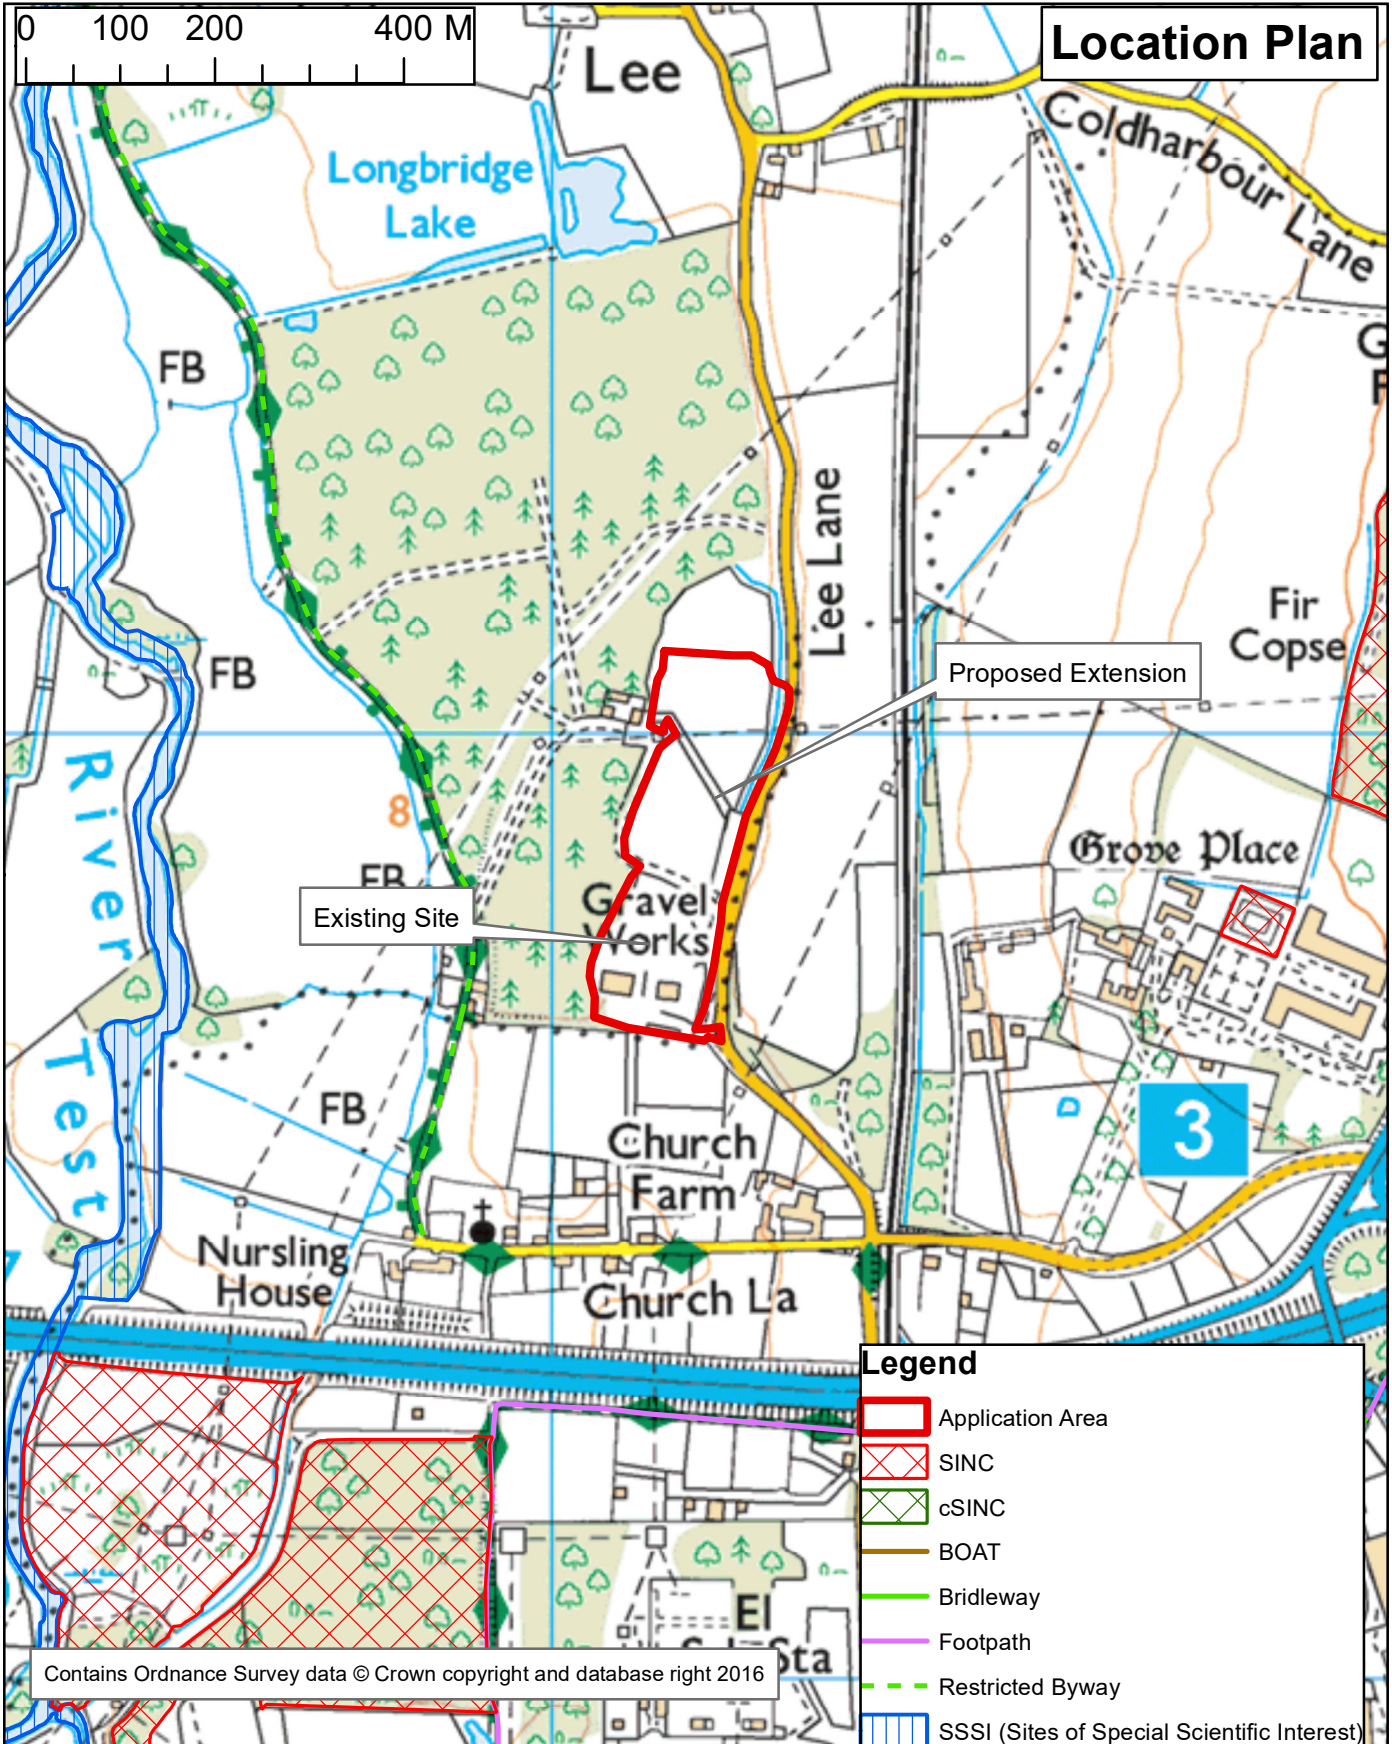 0 100 200 400 M
Location Plan
Lee
Coldharbour Lane
Longbridge
Lake
FB
Lee Lane
Fir
Copse
FB
Proposed Extension
River Test
8
Grove Place
FB
Existing Site
Gravel
Works
FB
3
Church
Farm
Nursling
House
Church La
Legend
Application Area
SINC
cSINC
BOAT
Bridleway
Footpath
Restricted Byway
SSSI (Sites of Special Scientific Interest)
El
Sta
Contains Ordnance Survey data © Crown copyright and database right 2016